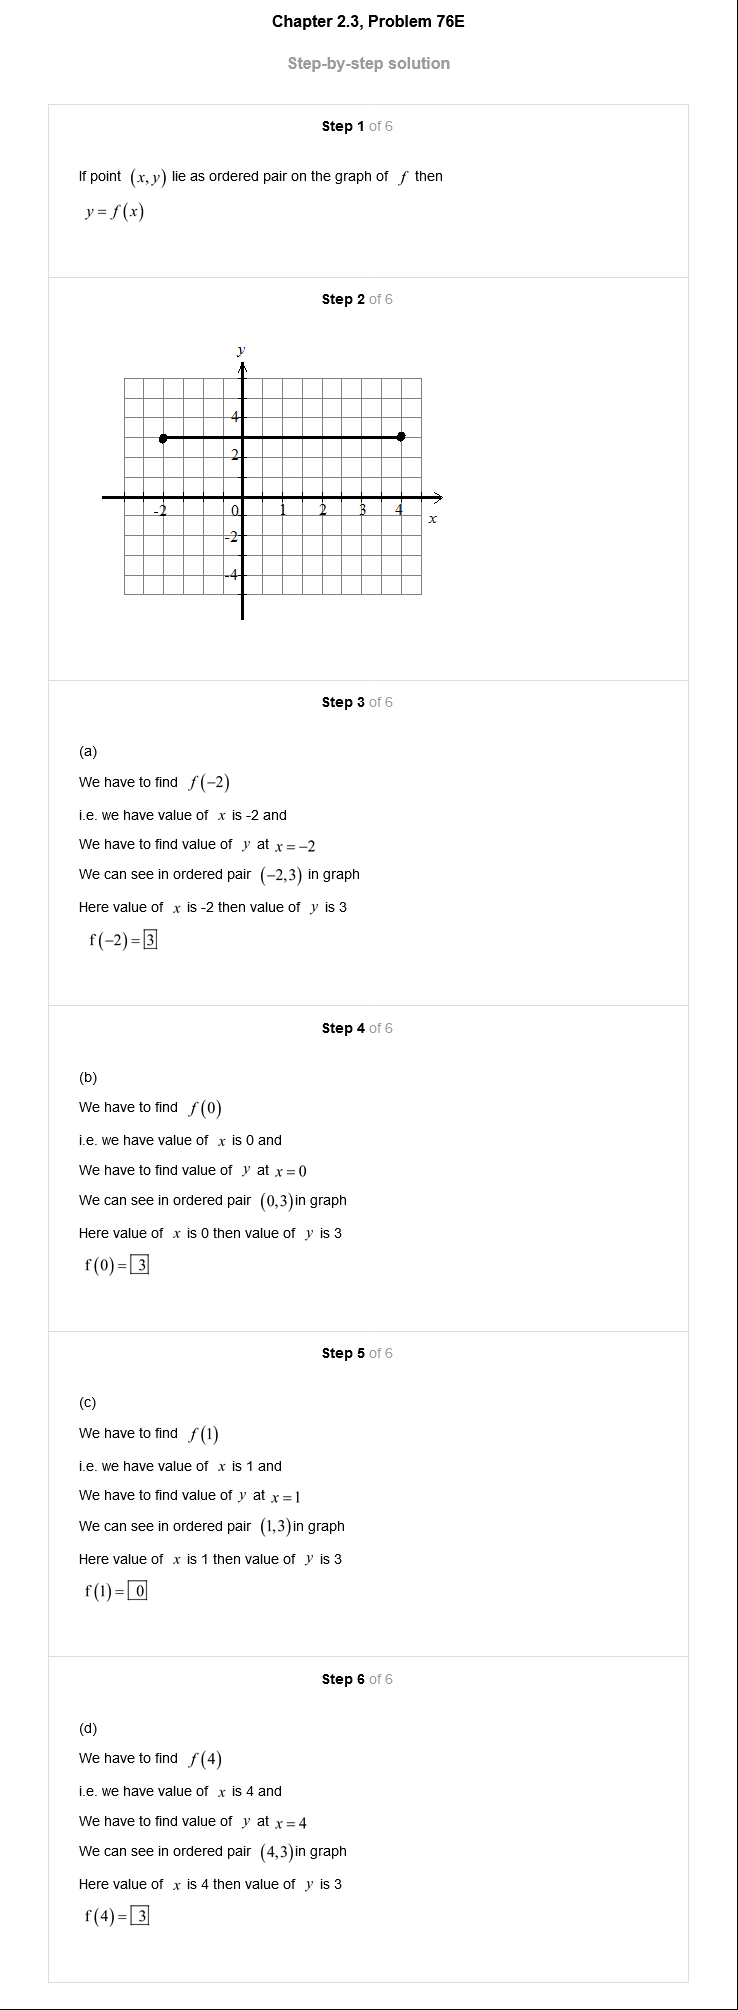 Chapter 2.3, Problem 76E
Step-by-step solution
Step 1 of 6
If point (x, y) lie as ordered pair on the graph of f then
y = f(x)
Step 2 of 6
y
4
2
-2 0 1 2 3 4
x
-2
-4
Step 3 of 6
(a)
We have to find f(−2)
i.e. we have value of x is -2 and
We have to find value of y at x = −2
We can see in ordered pair (−2,3) in graph
Here value of x is -2 then value of y is 3
f(−2) = 3
Step 4 of 6
(b)
We have to find f(0)
i.e. we have value of x is 0 and
We have to find value of y at x = 0
We can see in ordered pair (0,3) in graph
Here value of x is 0 then value of y is 3
f(0) = 3
Step 5 of 6
(c)
We have to find f(1)
i.e. we have value of x is 1 and
We have to find value of y at x = 1
We can see in ordered pair (1,3) in graph
Here value of x is 1 then value of y is 3
f(1) = 0
Step 6 of 6
(d)
We have to find f(4)
i.e. we have value of x is 4 and
We have to find value of y at x = 4
We can see in ordered pair (4,3) in graph
Here value of x is 4 then value of y is 3
f(4) = 3